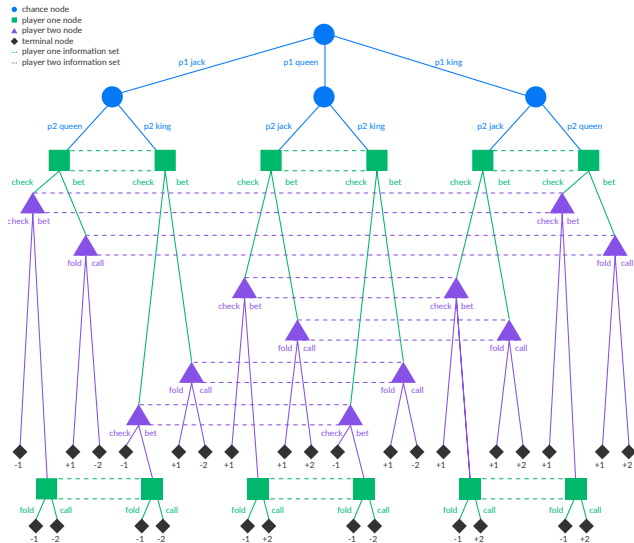 chance node
player one node
player two node
terminal node
player one information set
player two information set
p1 jack p1 queen p1 king
p2 queen p2 king p2 jack p2 king p2 jack p2 queen
check bet check bet check bet check bet check bet check bet
check bet check bet
fold call fold call
check bet check bet
fold call fold call
fold call fold call
check bet check bet
-1 +1 -2 -1 +1 -2 +1 +1 +2 -1 +1 -2 +1 +1 +2 +1 +1 +2
fold call fold call fold call fold call fold call fold call
-1 -2 -1 -2 -1 +2 -1 -2 -1 +2 -1 +2